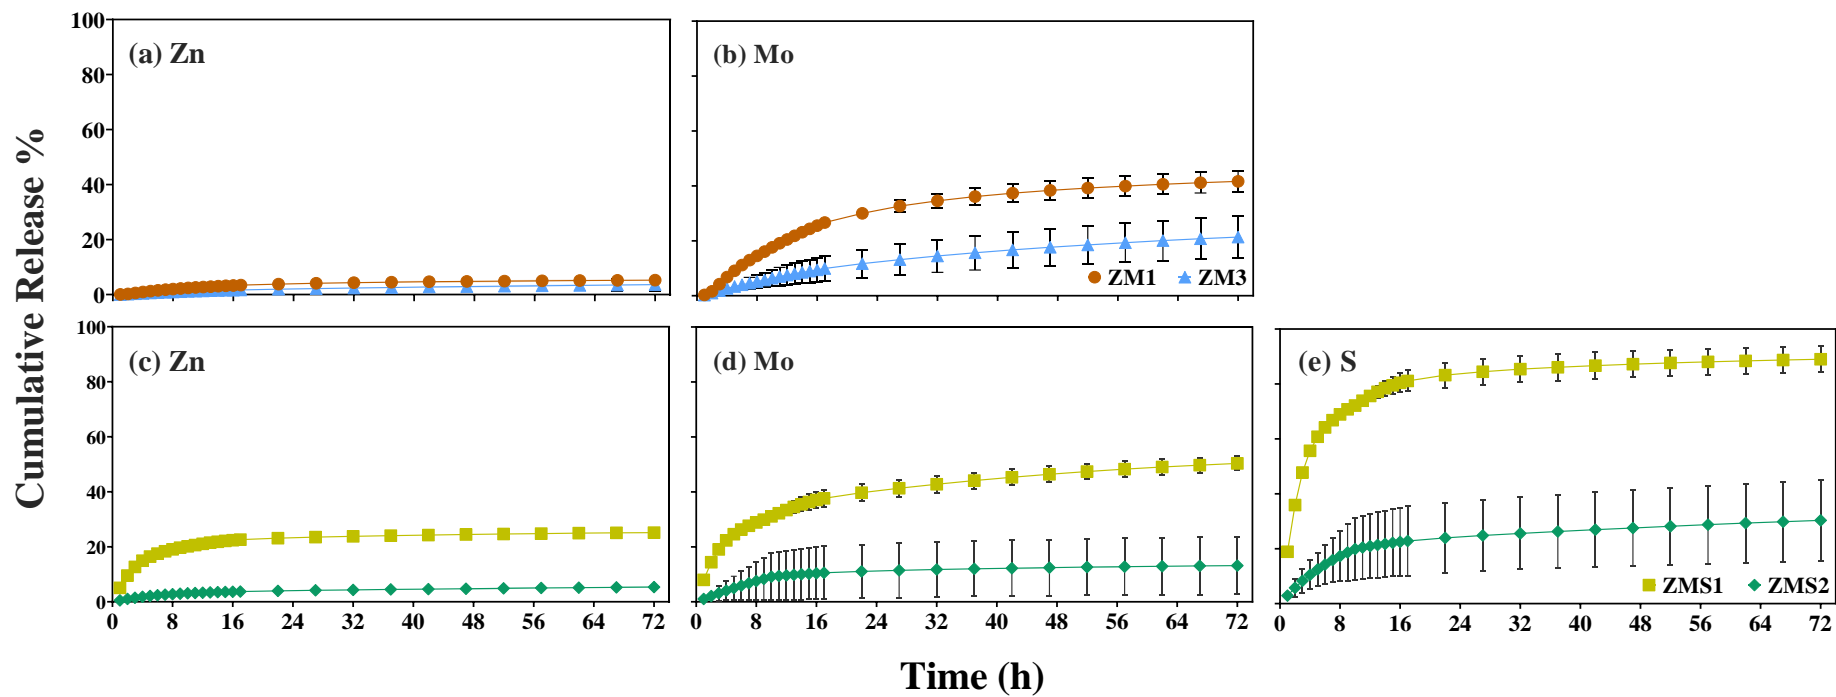 Cumulative Release %
100
80
60
40
20
0
(a) Zn
(b) Mo
ZM1 ZM3
100
80
60
40
20
0
(c) Zn
(d) Mo
(e) S
ZMS1 ZMS2
0 8 16 24 32 40 48 56 64 72
0 8 16 24 32 40 48 56 64 72
0 8 16 24 32 40 48 56 64 72
Time (h)